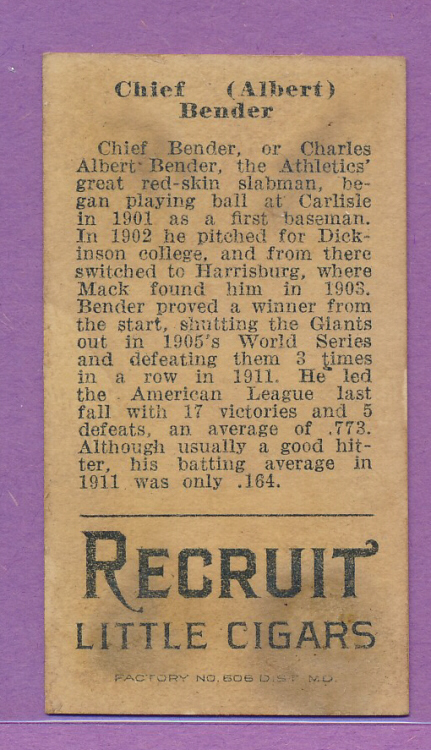 Chief (Albert)
Bender
Chief Bender, or Charles
Albert Bender, the Athletics'
great red-skin slabman, be-
gan playing ball at Carlisle
in 1901 as a first baseman.
In 1902 he pitched for Dick-
inson college, and from there
switched to Harrisburg, where
Mack found him in 1903.
Bender proved a winner from
the start, shutting the Giants
out in 1905's World Series
and defeating them 3 times
in a row in 1911. He led
the American League last
fall with 17 victories and 5
defeats, an average of .773.
Although usually a good hit-
ter, his batting average in
1911 was only .164.
RECRUIT
LITTLE CIGARS
FACTORY NO. 606 DIST. MD.